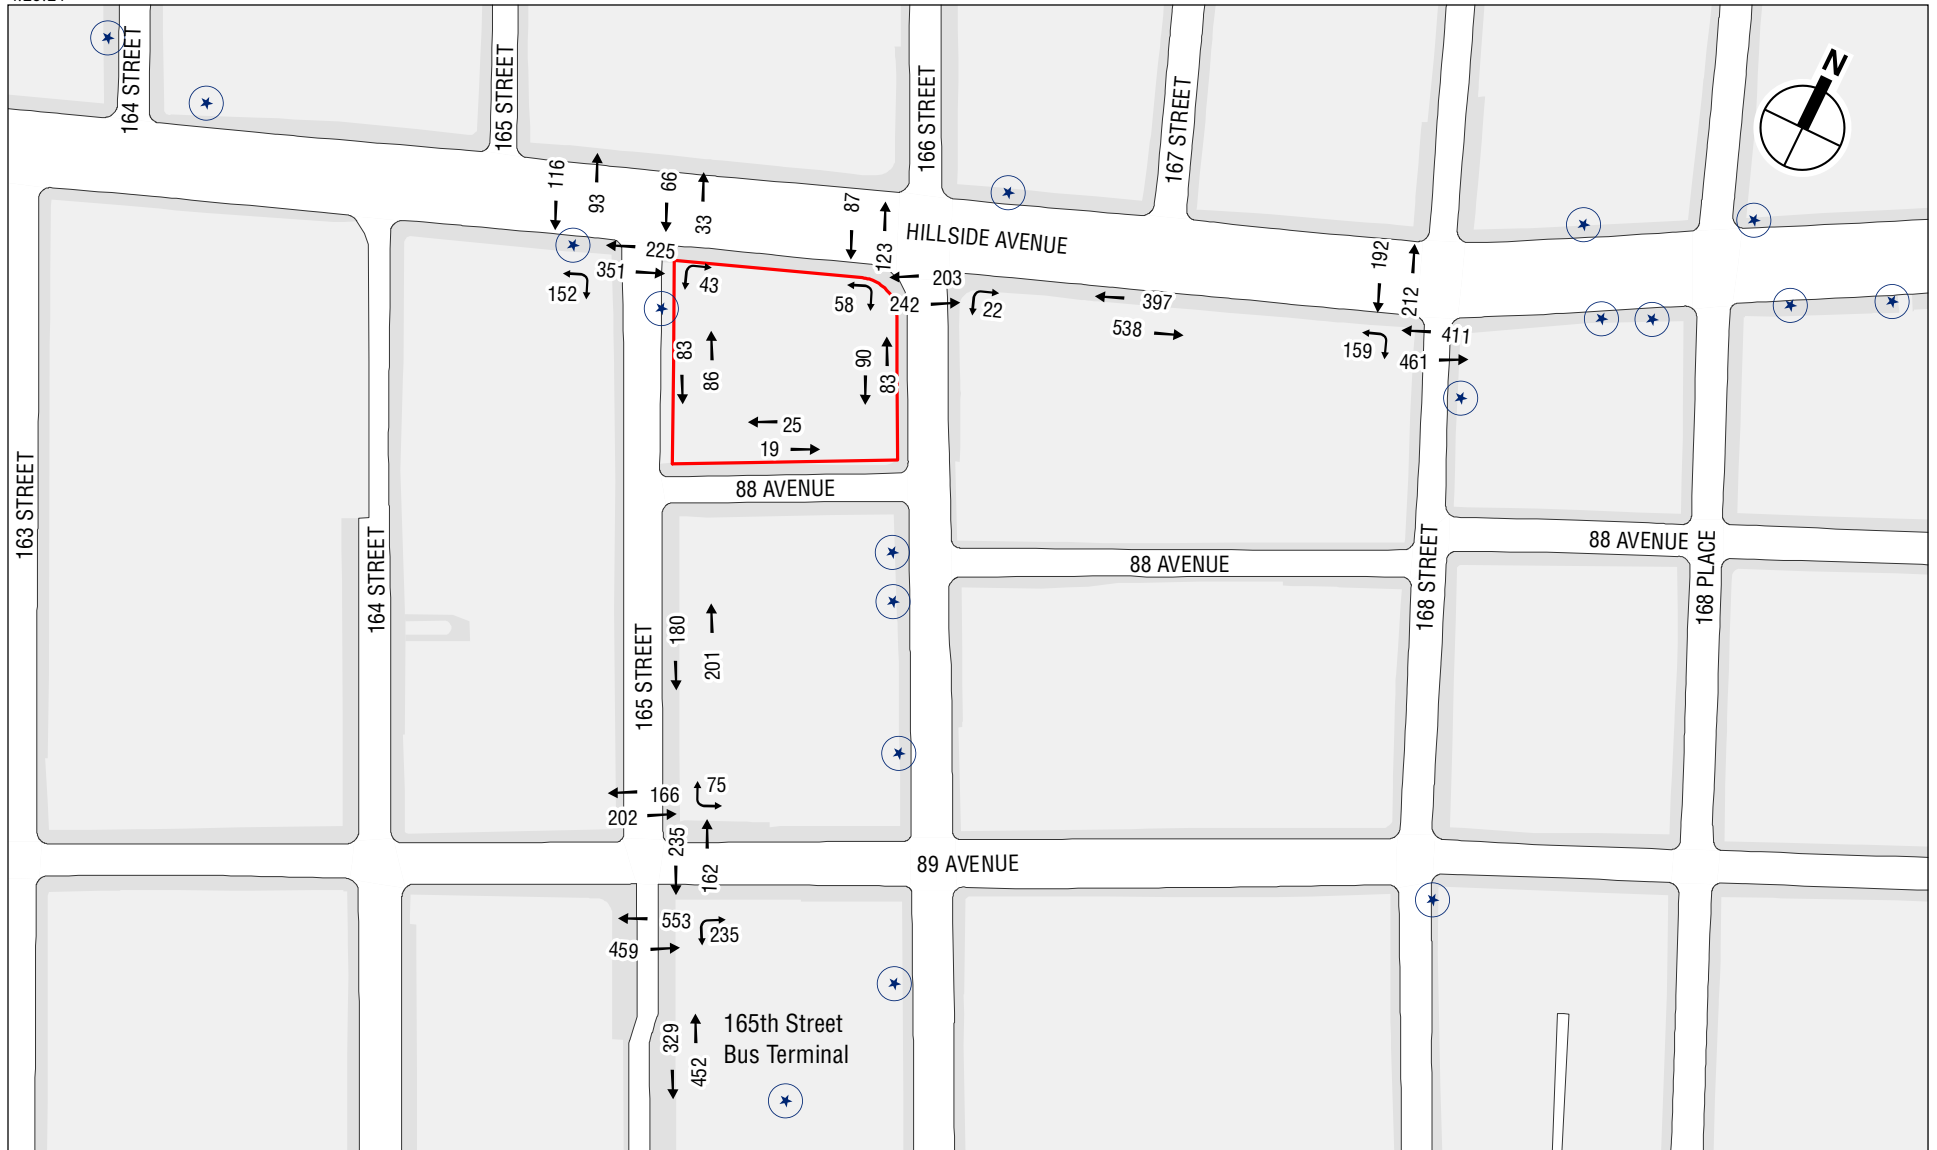 164 STREET
165 STREET
166 STREET
167 STREET
N
116
93
66
33
87
123
HILLSIDE AVENUE
192
212
225
351
152
43
58
203
242
22
397
538
159
411
461
83
86
90
83
25
19
88 AVENUE
163 STREET
164 STREET
165 STREET
88 AVENUE
168 STREET
88 AVENUE
168 PLACE
180
201
166
202
75
235
162
89 AVENUE
553
459
235
329
452
165th Street
Bus Terminal